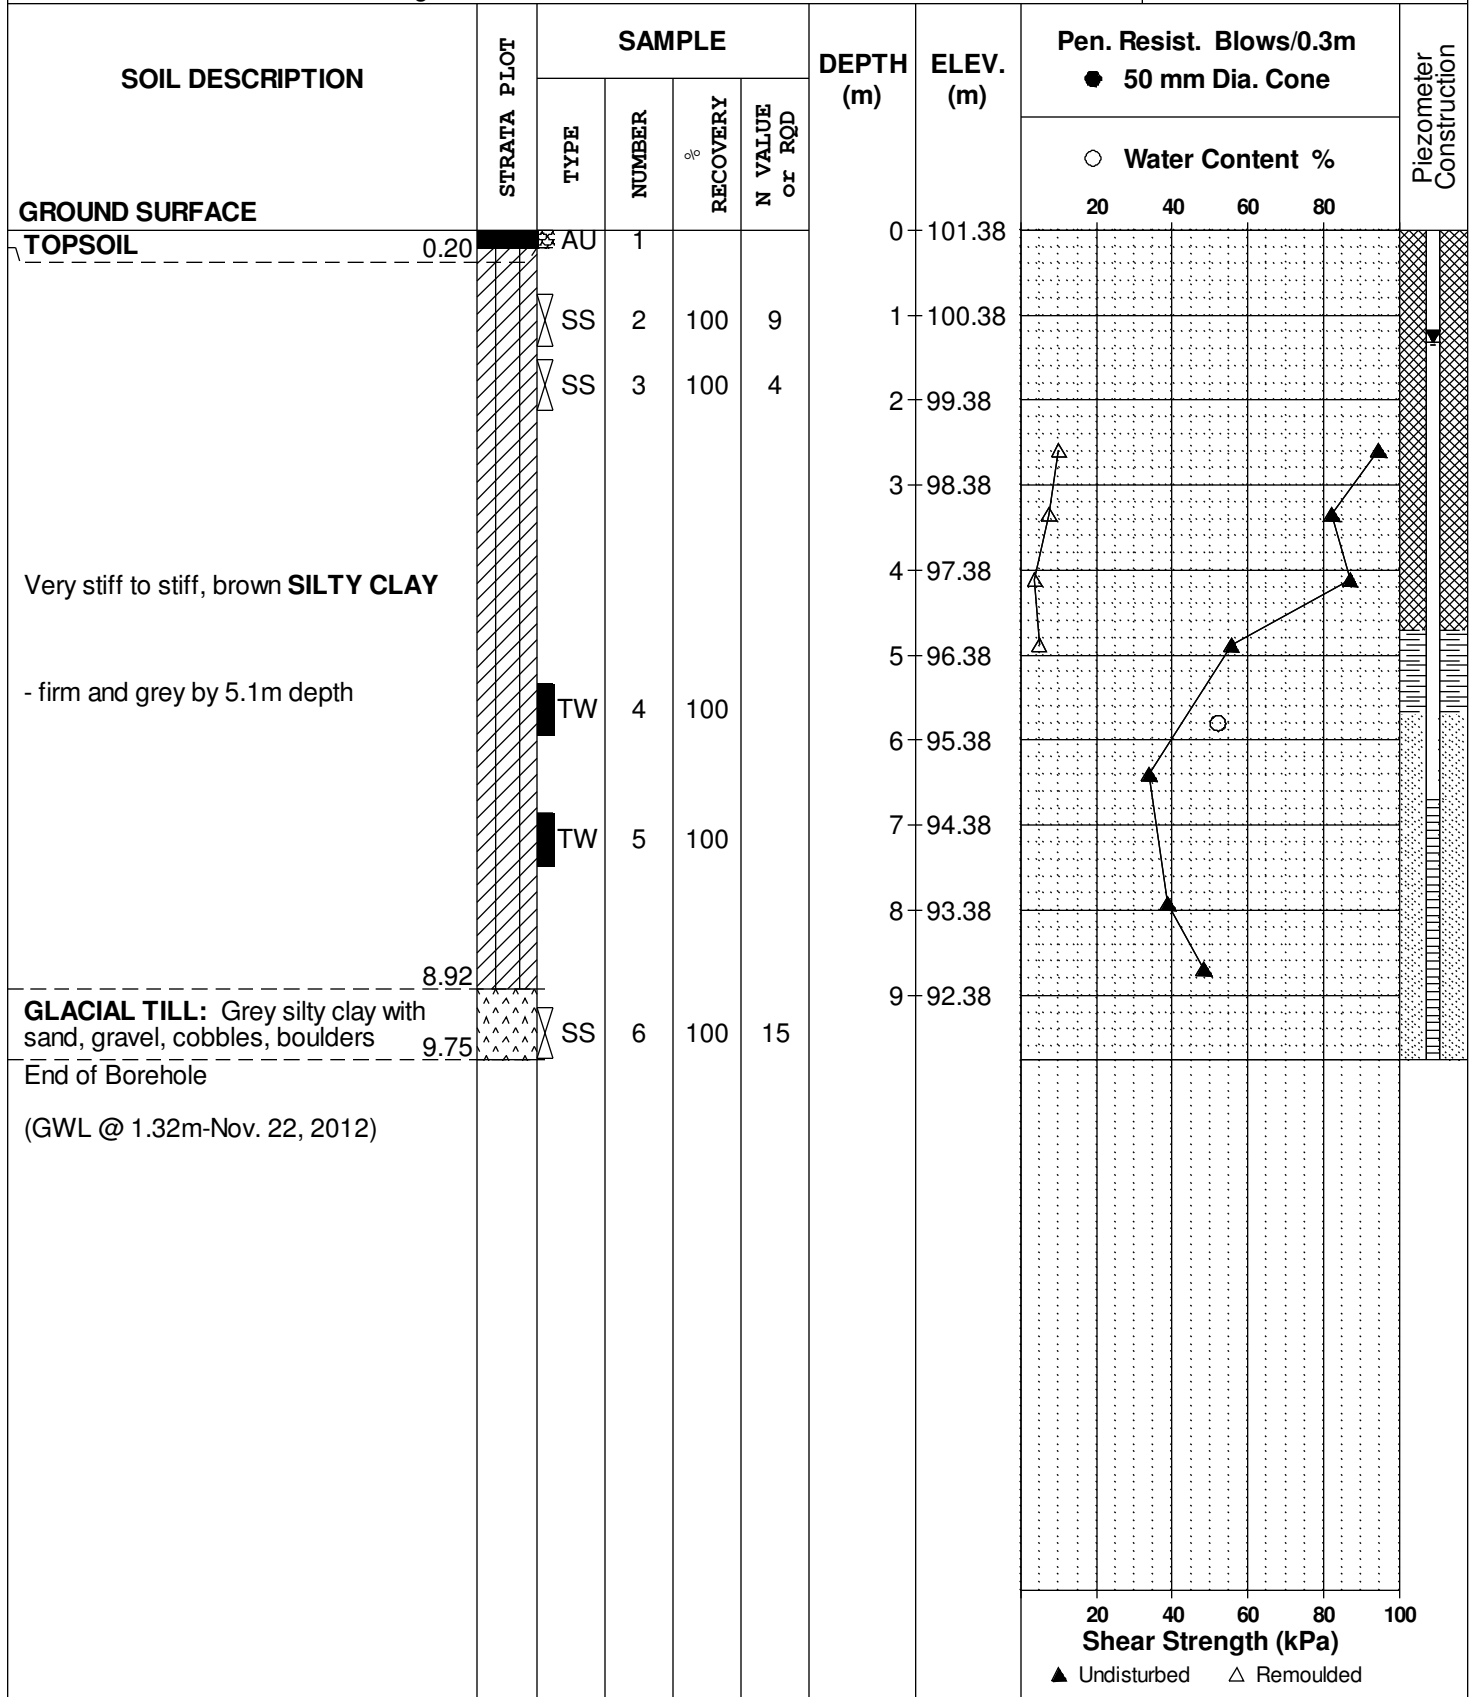 SOIL DESCRIPTION
GROUND SURFACE
STRATA PLOT
SAMPLE
TYPE
NUMBER
% RECOVERY
N VALUE or RQD
DEPTH (m)
ELEV. (m)
Pen. Resist. Blows/0.3m
● 50 mm Dia. Cone
○ Water Content %
20 40 60 80
Piezometer Construction
TOPSOIL 0.20
AU 1
0 101.38
SS 2 100 9
1 100.38
SS 3 100 4
2 99.38
3 98.38
4 97.38
Very stiff to stiff, brown SILTY CLAY
5 96.38
- firm and grey by 5.1m depth
TW 4 100
6 95.38
7 94.38
TW 5 100
8 93.38
8.92
9 92.38
GLACIAL TILL: Grey silty clay with
sand, gravel, cobbles, boulders 9.75
SS 6 100 15
End of Borehole
(GWL @ 1.32m-Nov. 22, 2012)
20 40 60 80 100
Shear Strength (kPa)
▲ Undisturbed △ Remoulded